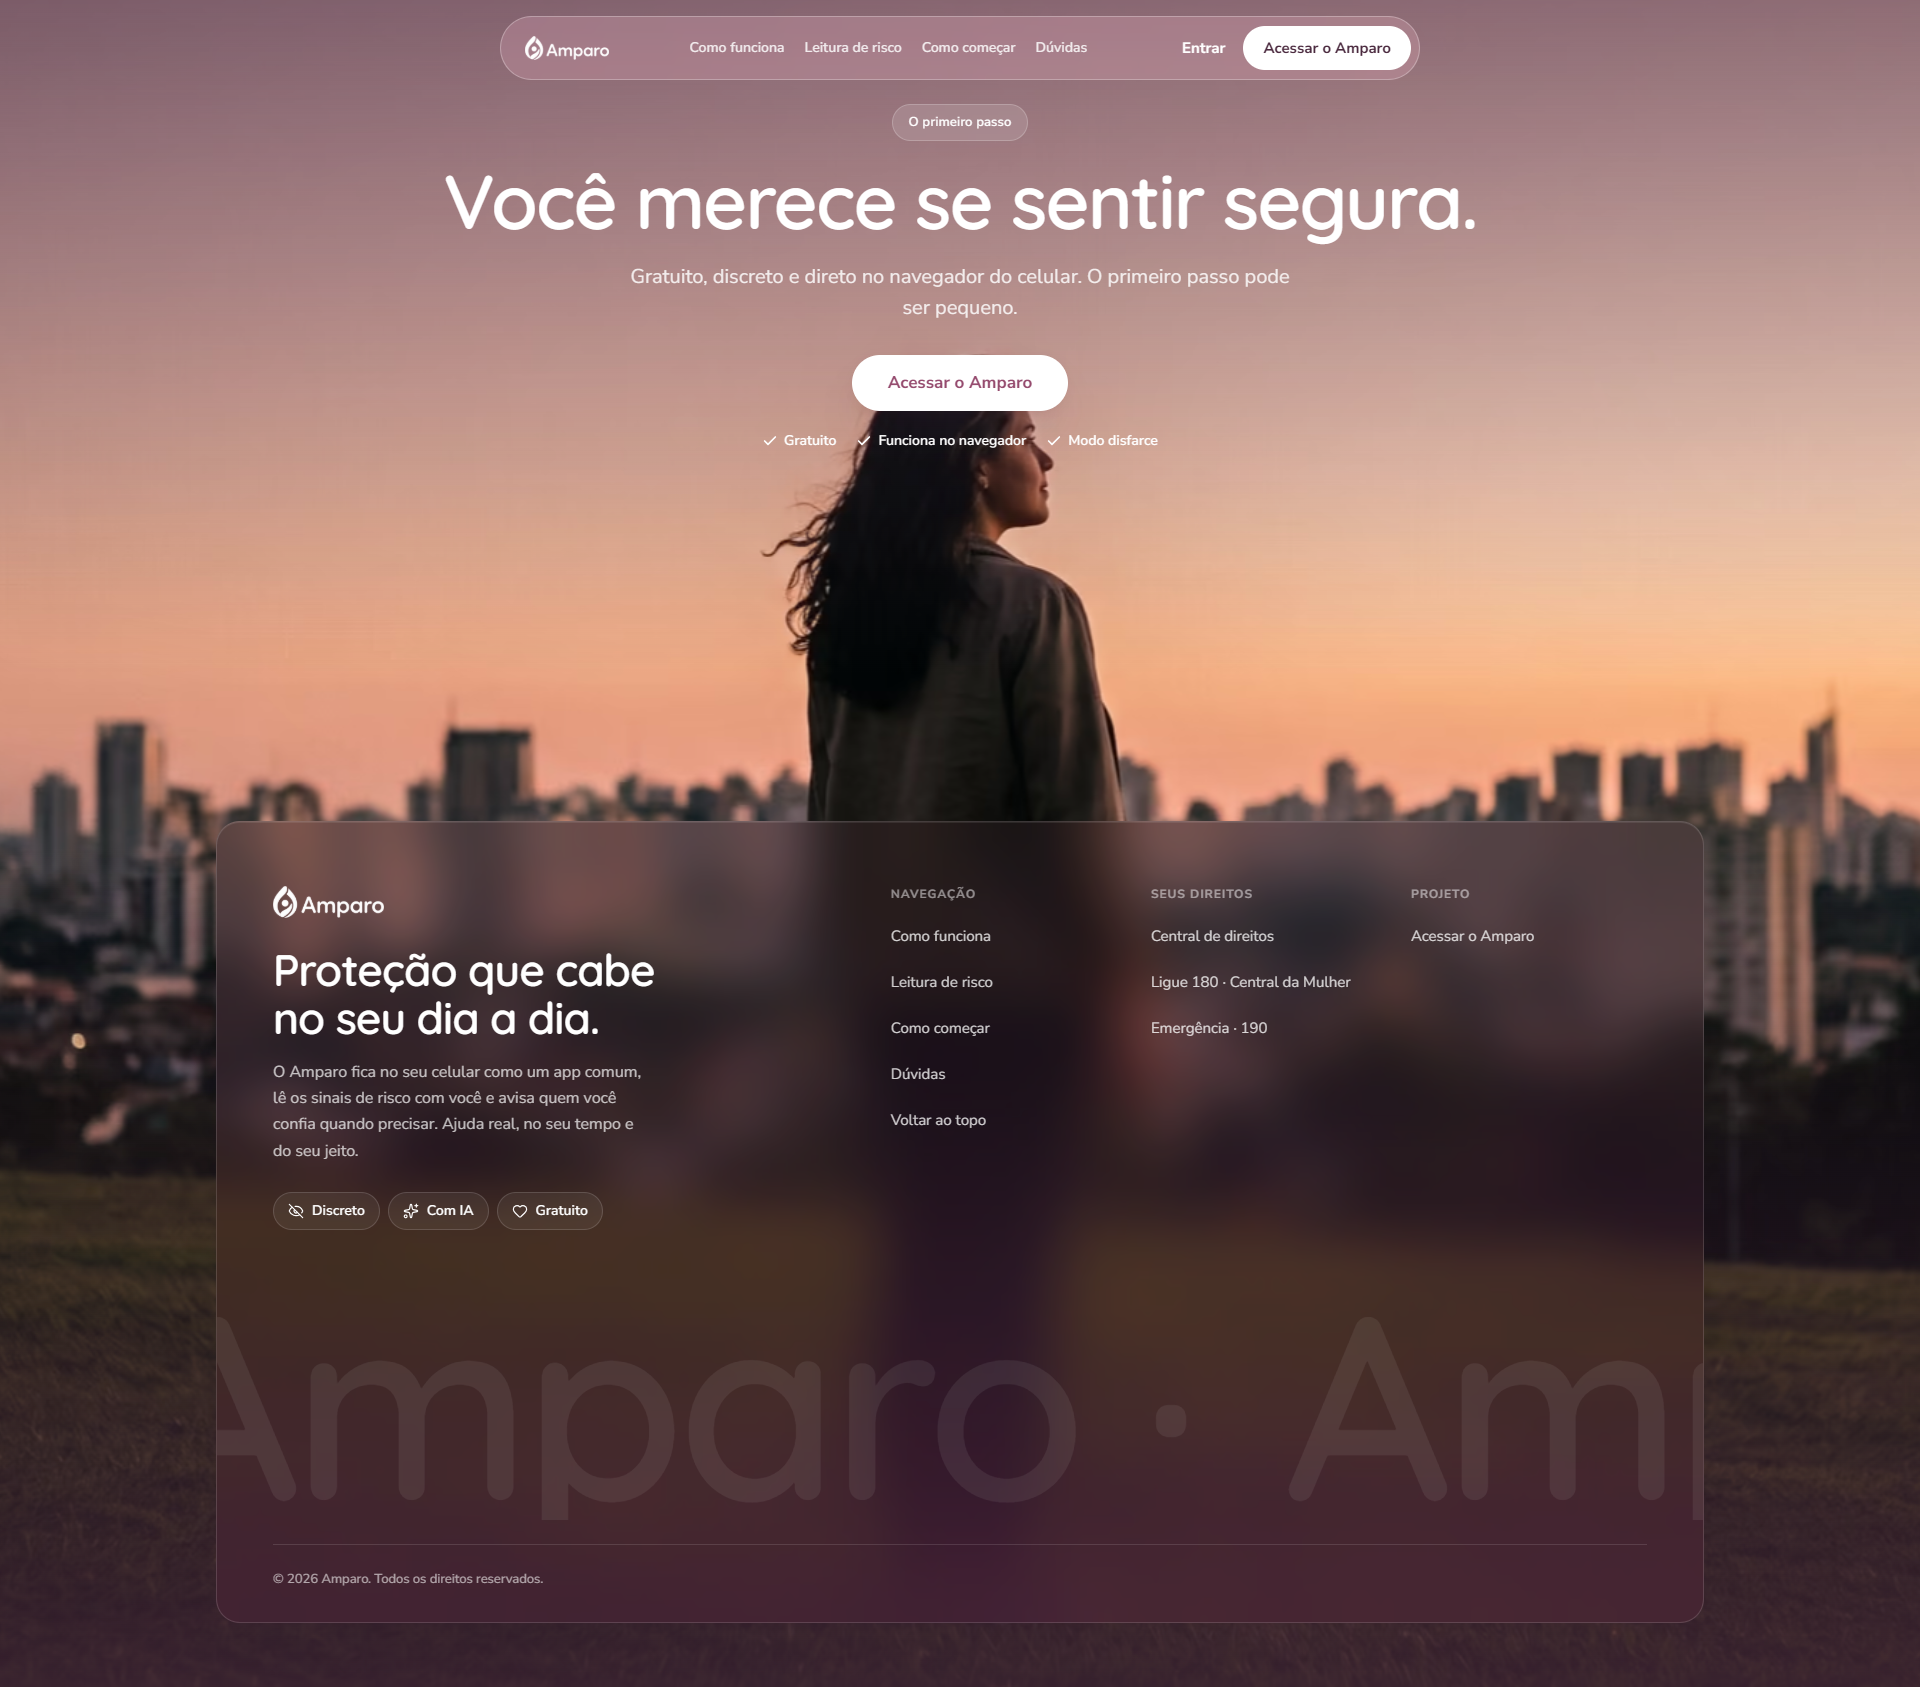 Amparo
Como funciona
Leitura de risco
Como começar
Dúvidas
Entrar
Acessar o Amparo
O primeiro passo
Você merece se sentir segura.
Gratuito, discreto e direto no navegador do celular. O primeiro passo pode
ser pequeno.
Acessar o Amparo
Gratuito
Funciona no navegador
Modo disfarce
Amparo
Proteção que cabe
no seu dia a dia.
O Amparo fica no seu celular como um app comum,
lê os sinais de risco com você e avisa quem você
confia quando precisar. Ajuda real, no seu tempo e
do seu jeito.
Discreto
Com IA
Gratuito
NAVEGAÇÃO
Como funciona
Leitura de risco
Como começar
Dúvidas
Voltar ao topo
SEUS DIREITOS
Central de direitos
Ligue 180 · Central da Mulher
Emergência · 190
PROJETO
Acessar o Amparo
Amparo · Amp
© 2026 Amparo. Todos os direitos reservados.